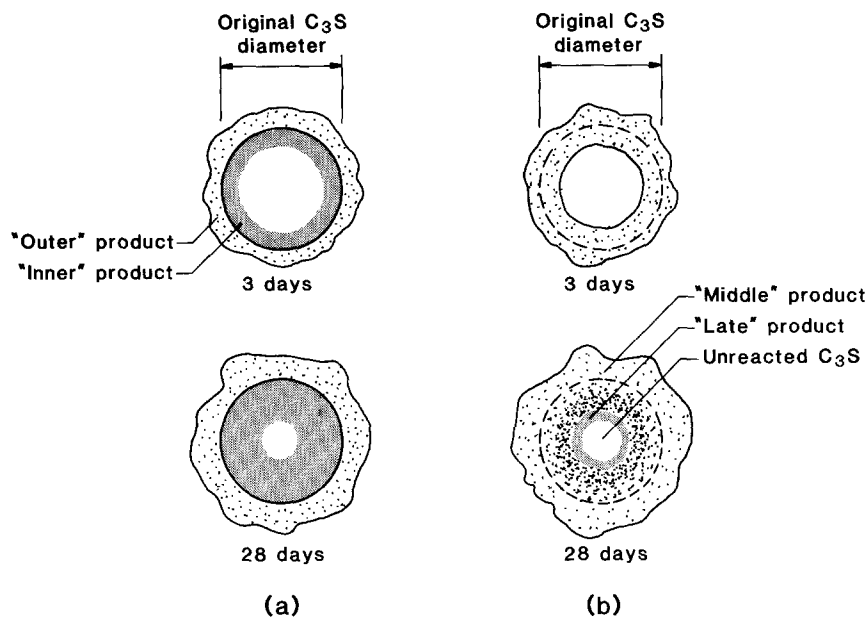 Original C₃S
diameter
Original C₃S
diameter
"Outer" product
"Inner" product
3 days
3 days
"Middle" product
"Late" product
Unreacted C₃S
28 days
28 days
(a)
(b)